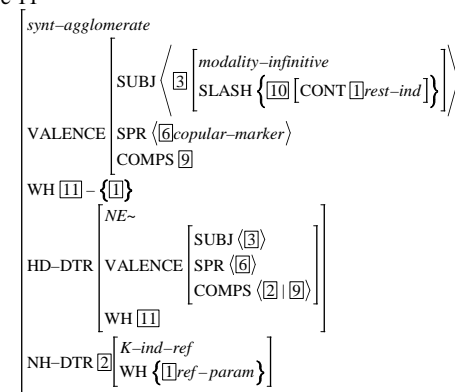 synt–agglomerate
modality–infinitive
SUBJ ⟨ 3 SLASH { 10 [CONT 1 rest–ind]} ⟩
VALENCE SPR ⟨ 6 copular–marker⟩
COMPS 9
WH 11 – { 1 }
NE~
SUBJ ⟨ 3 ⟩
HD–DTR VALENCE SPR ⟨ 6 ⟩
COMPS ⟨ 2 | 9 ⟩
WH 11
K–ind–ref
NH–DTR 2 WH { 1 ref–param}